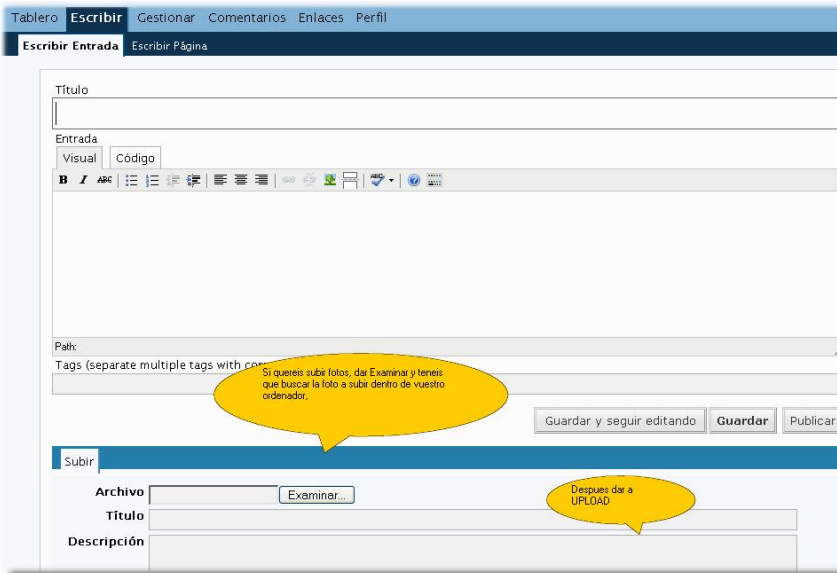 Tablero Escribir Gestionar Comentarios Enlaces Perfil
Escribir Entrada Escribir Página
Título
Entrada
Visual Código
B I ABC ABC
Path:
Tags (separate multiple tags with
Si quereis subir fotos, dar Examinar y teneis
que buscar la foto a subir dentro de vuestro
ordenador,
Guardar y seguir editando Guardar Publicar
Subir
Archivo Examinar...
Despues dar a
UPLOAD
Título
Descripción